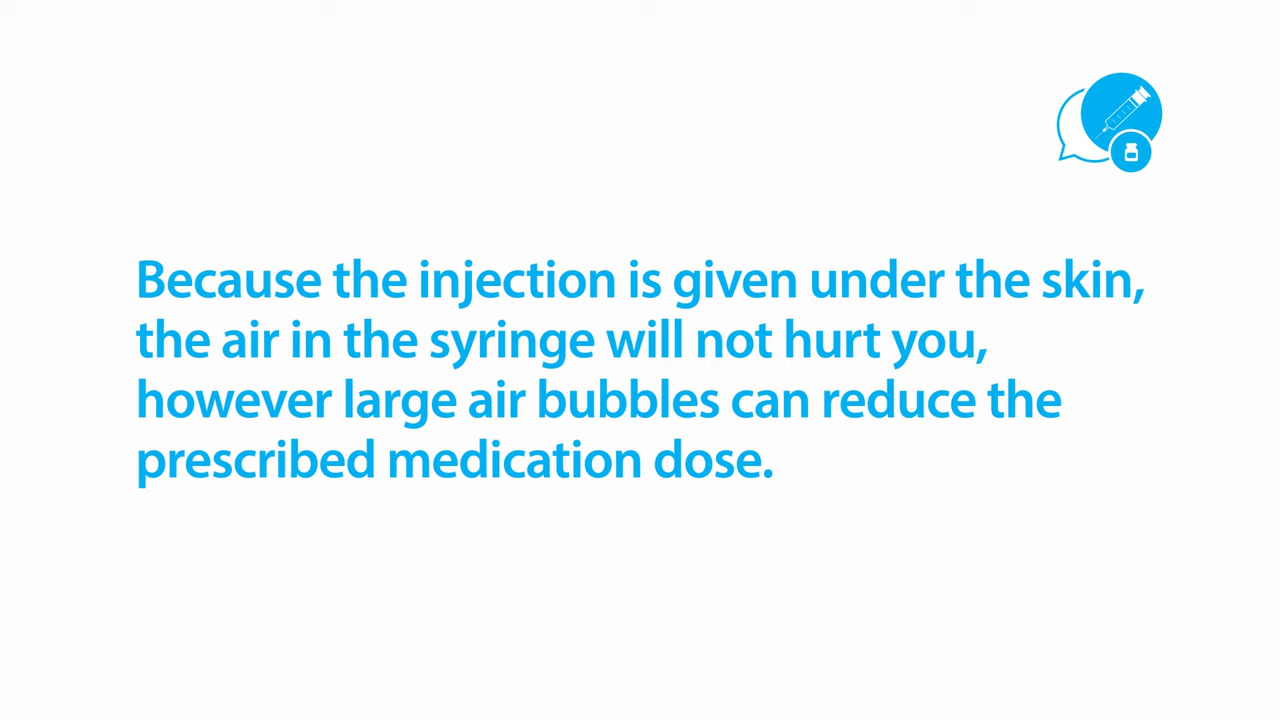 Because the injection is given under the skin,
the air in the syringe will not hurt you,
however large air bubbles can reduce the
prescribed medication dose.